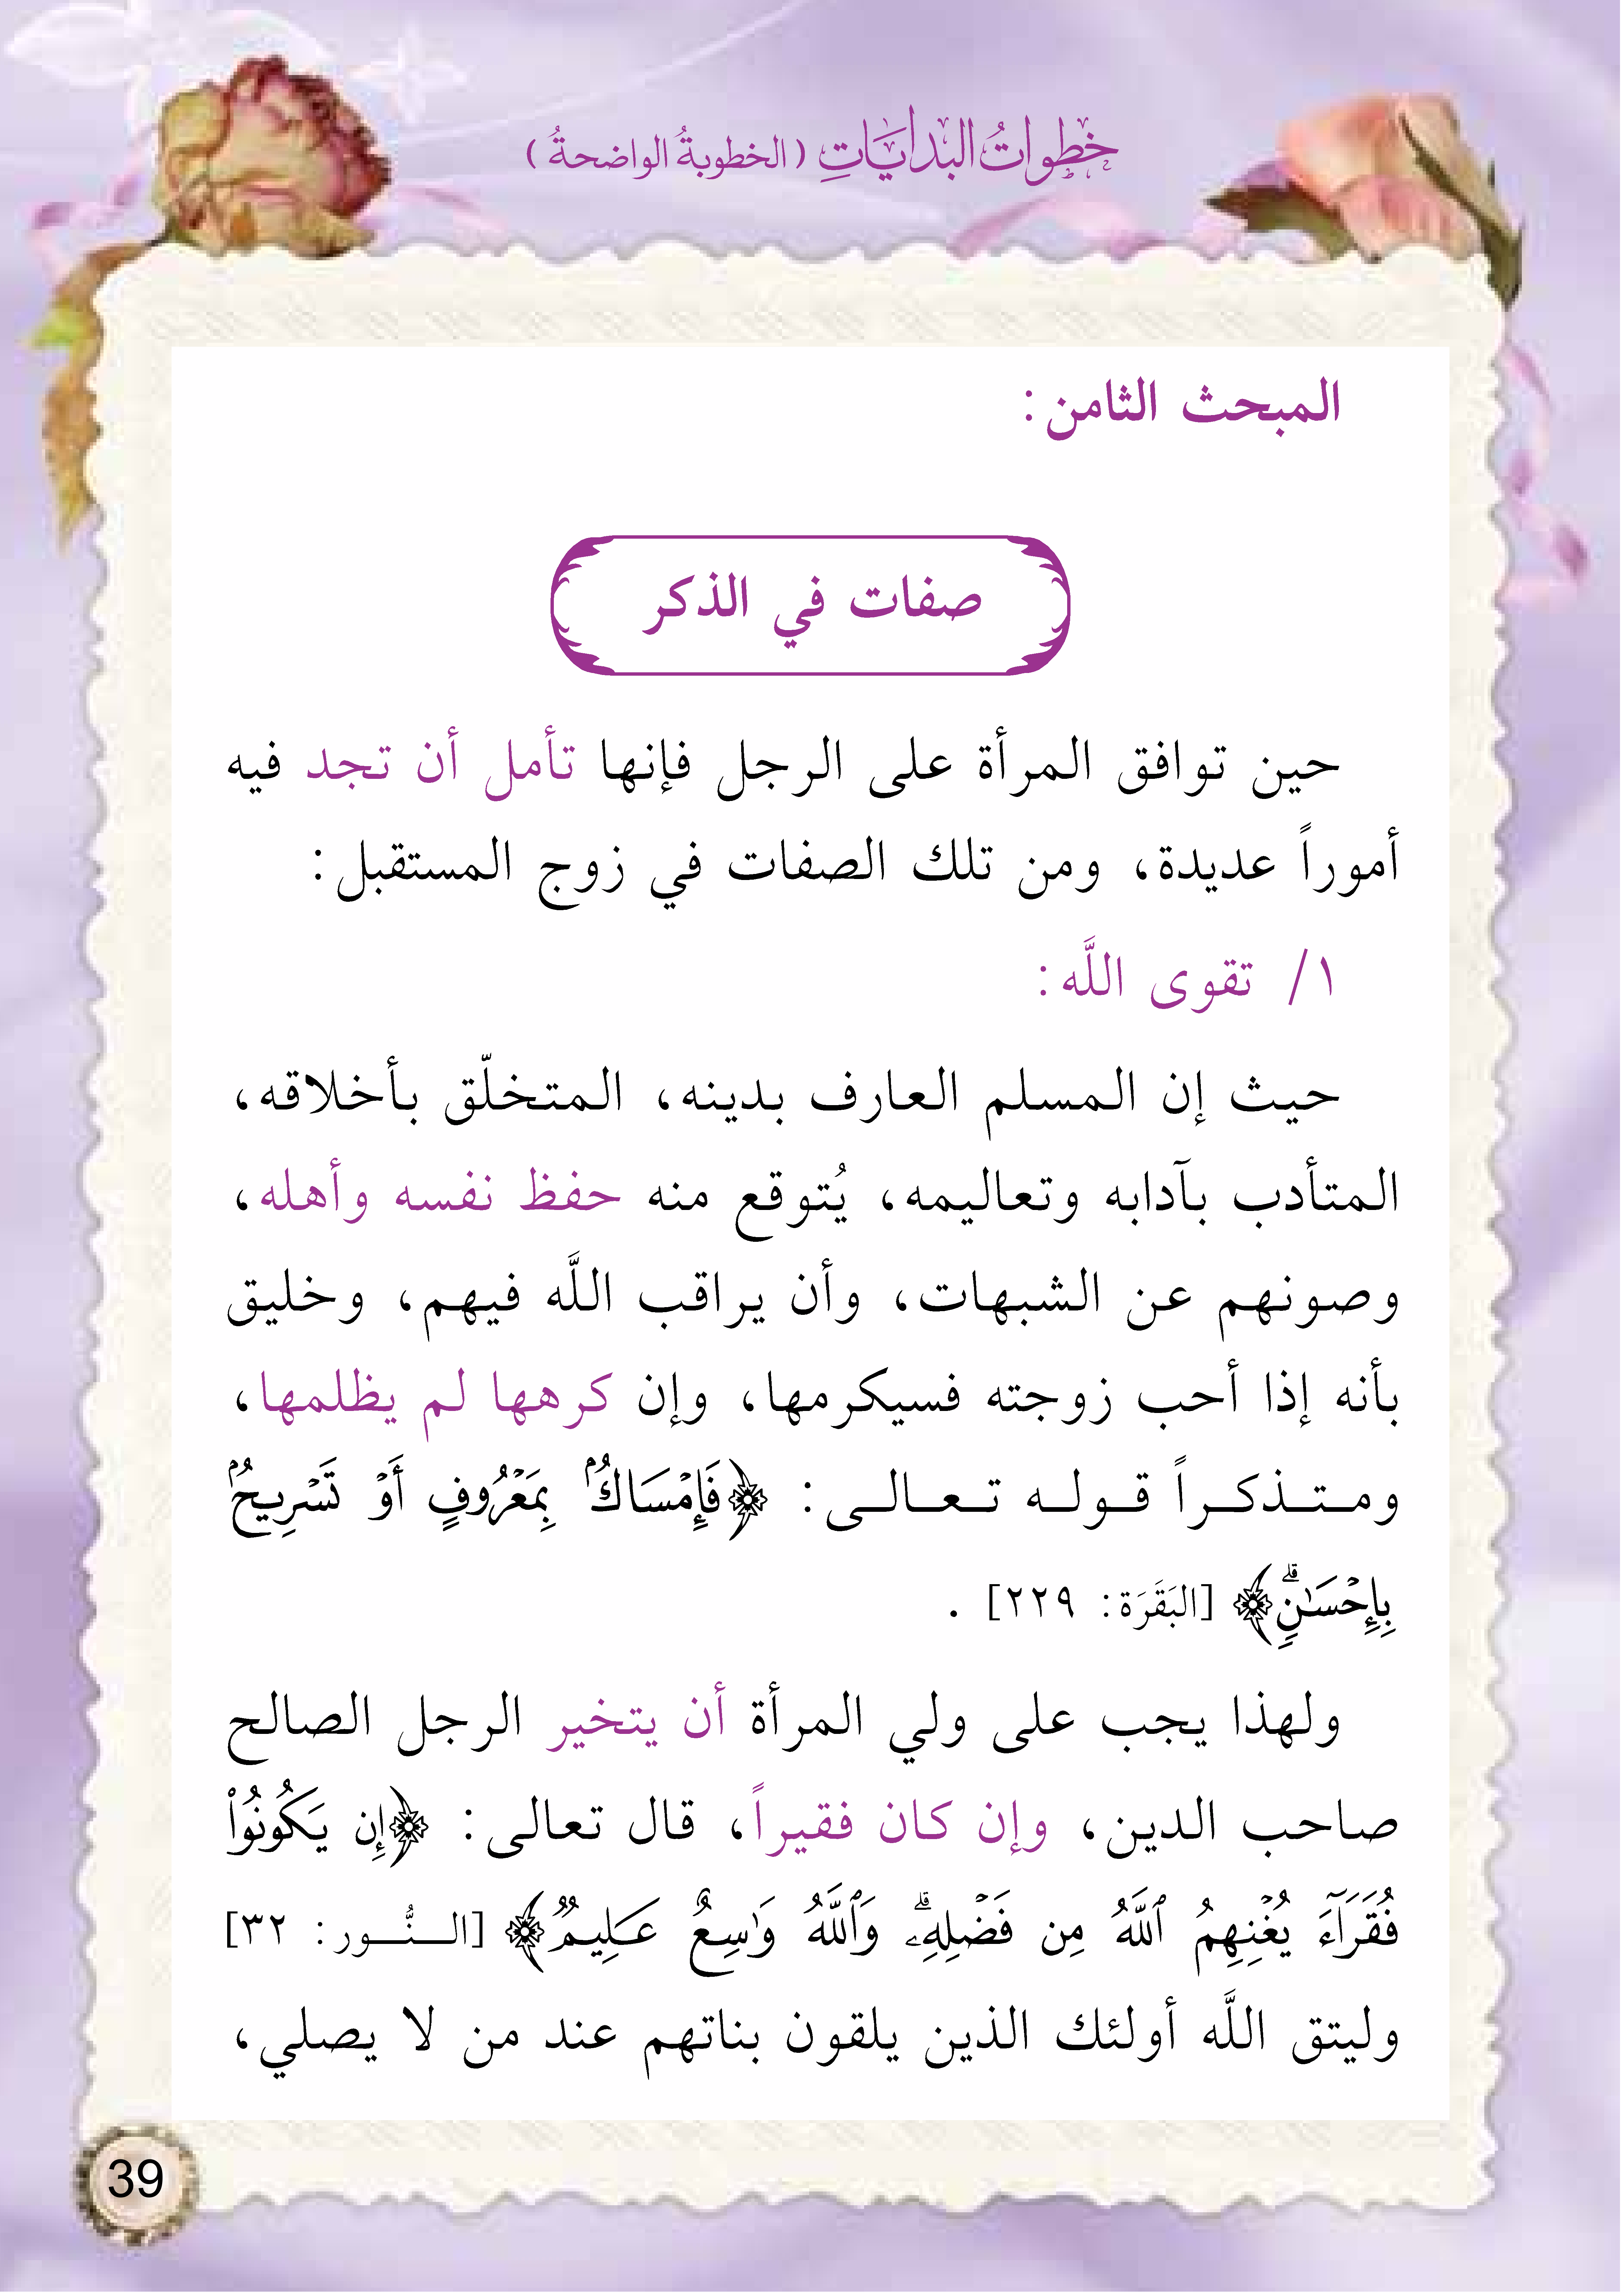 خطوات البدايات ( الخطوبة الواضحة )
المبحث الثامن:
صفات في الذكر
حين توافق المرأة على الرجل فإنها تأمل أن تجد فيه
أموراً عديدة، ومن تلك الصفات في زوج المستقبل:
١/ تقوى اللَّه:
حيث إن المسلم العارف بدينه، المتخلّق بأخلاقه،
المتأدب بآدابه وتعاليمه، يُتوقع منه حفظ نفسه وأهله،
وصونهم عن الشبهات، وأن يراقب اللَّه فيهم، وخليق
بأنه إذا أحب زوجته فسيكرمها، وإن كرهها لم يظلمها،
ومتذكراً قوله تعالى: ﴿فَإِمْسَاكٌ بِمَعْرُوفٍ أَوْ تَسْرِيحٌ
بِإِحْسَٰنٍۗ﴾ [البَقَرَة: ٢٢٩] .
ولهذا يجب على ولي المرأة أن يتخير الرجل الصالح
صاحب الدين، وإن كان فقيراً، قال تعالى: ﴿إِن يَكُونُوا۟
فُقَرَآءَ يُغْنِهِمُ ٱللَّهُ مِن فَضْلِهِۦۗ وَٱللَّهُ وَٰسِعٌ عَلِيمٌ﴾ [النُّور: ٣٢]
وليتق اللَّه أولئك الذين يلقون بناتهم عند من لا يصلي،
39